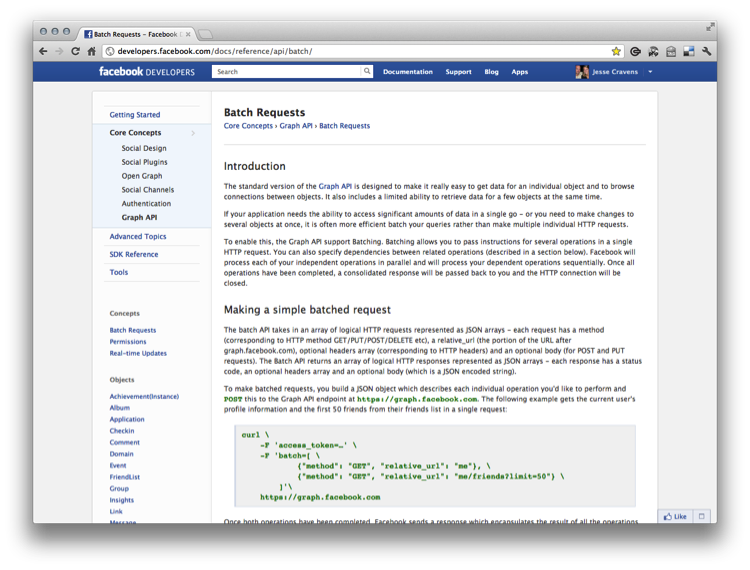 Batch Requests – Facebook D
developers.facebook.com/docs/reference/api/batch/
facebook DEVELOPERS
Search
Documentation
Support
Blog
Apps
Jesse Cravens
Getting Started
Core Concepts
Social Design
Social Plugins
Open Graph
Social Channels
Authentication
Graph API
Advanced Topics
SDK Reference
Tools
Concepts
Batch Requests
Permissions
Real-time Updates
Objects
Achievement(Instance)
Album
Application
Checkin
Comment
Domain
Event
FriendList
Group
Insights
Link
Message
Batch Requests
Core Concepts › Graph API › Batch Requests
Introduction
The standard version of the Graph API is designed to make it really easy to get data for an individual object and to browse
connections between objects. It also includes a limited ability to retrieve data for a few objects at the same time.
If your application needs the ability to access significant amounts of data in a single go – or you need to make changes to
several objects at once, it is often more efficient batch your queries rather than make multiple individual HTTP requests.
To enable this, the Graph API support Batching. Batching allows you to pass instructions for several operations in a single
HTTP request. You can also specify dependencies between related operations (described in a section below). Facebook will
process each of your independent operations in parallel and will process your dependent operations sequentially. Once all
operations have been completed, a consolidated response will be passed back to you and the HTTP connection will be
closed.
Making a simple batched request
The batch API takes in an array of logical HTTP requests represented as JSON arrays – each request has a method
(corresponding to HTTP method GET/PUT/POST/DELETE etc), a relative_url (the portion of the URL after
graph.facebook.com), optional headers array (corresponding to HTTP headers) and an optional body (for POST and PUT
requests). The Batch API returns an array of logical HTTP responses represented as JSON arrays – each response has a status
code, an optional headers array and an optional body (which is a JSON encoded string).
To make batched requests, you build a JSON object which describes each individual operation you'd like to perform and
POST this to the Graph API endpoint at https://graph.facebook.com. The following example gets the current user's
profile information and the first 50 friends from their friends list in a single request:
curl \
-F 'access_token=…' \
-F 'batch=[ \
{"method": "GET", "relative_url": "me"}, \
{"method": "GET", "relative_url": "me/friends?limit=50"} \
]'\
https://graph.facebook.com
Once both operations have been completed, Facebook sends a response which encapsulates the result of all the operations
Like